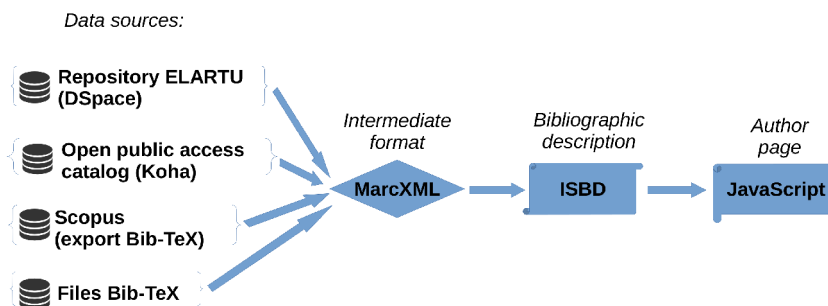 Data sources:
Repository ELARTU
(DSpace)
Open public access
catalog (Koha)
Scopus
(export Bib-TeX)
Files Bib-TeX
Intermediate
format
MarcXML
Bibliographic
description
ISBD
Author
page
JavaScript